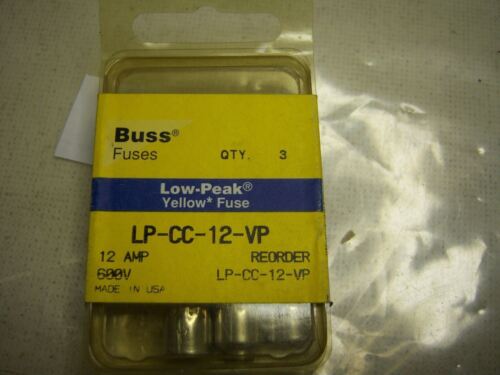 Buss®
Fuses QTY. 3
Low-Peak®
Yellow* Fuse
LP-CC-12-VP
12 AMP REORDER
600V LP-CC-12-VP
MADE IN USA